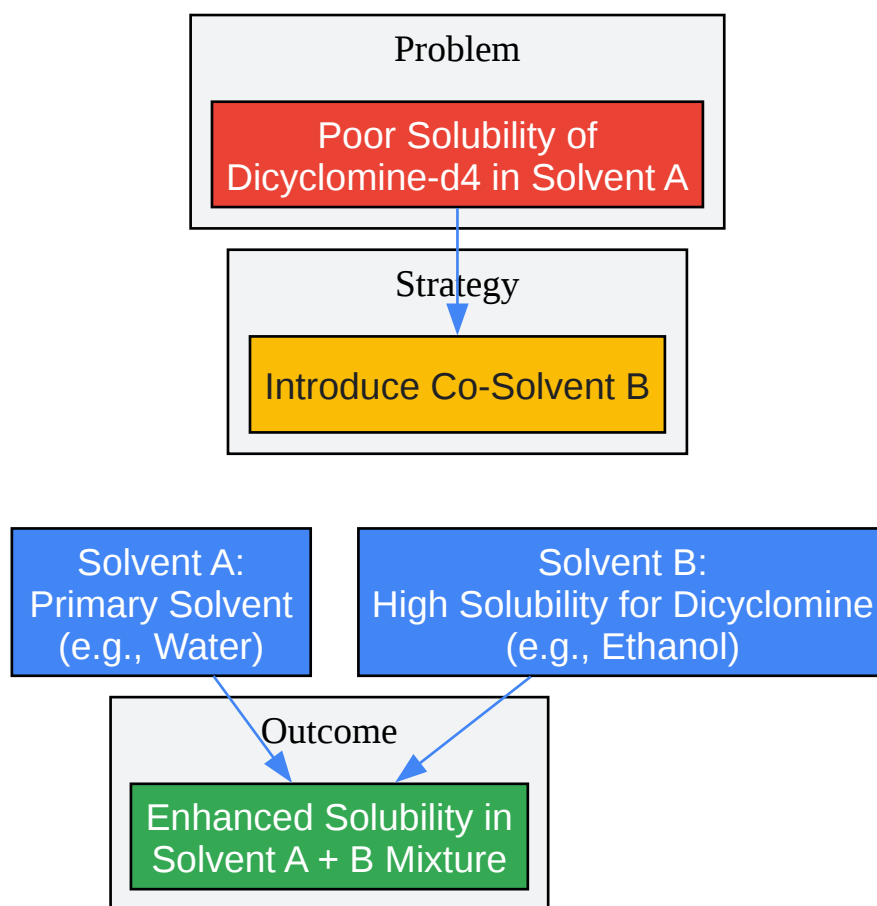 Problem
Poor Solubility of
Dicyclomine-d4 in Solvent A
Strategy
Introduce Co-Solvent B
Solvent A:
Primary Solvent
(e.g., Water)
Solvent B:
High Solubility for Dicyclomine
(e.g., Ethanol)
Outcome
Enhanced Solubility in
Solvent A + B Mixture